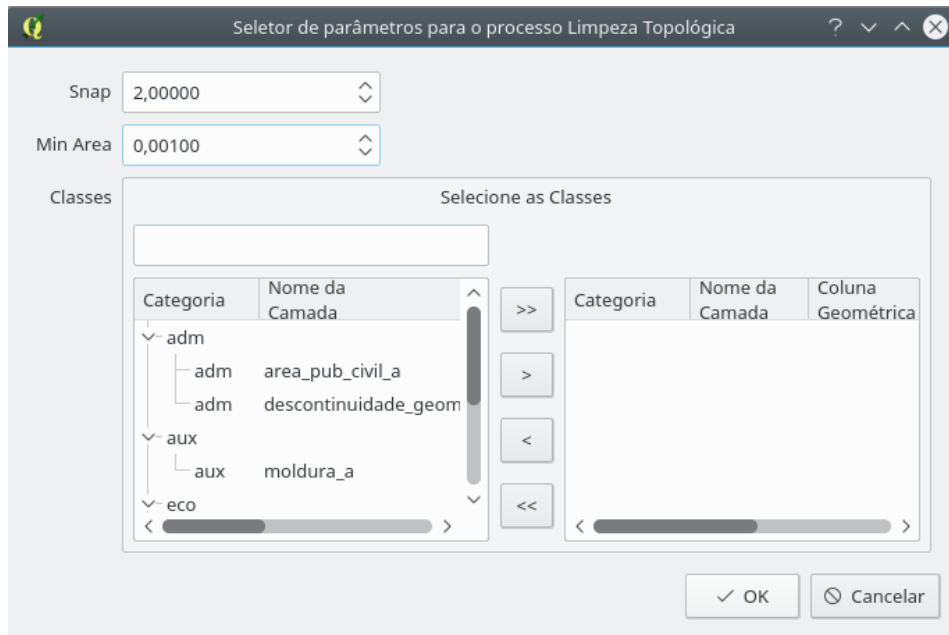 Seletor de parâmetros para o processo Limpeza Topológica
Snap 2,00000
Min Area 0,00100
Classes
Selecione as Classes
Categoria Nome da Camada
adm
adm area_pub_civil_a
adm descontinuidade_geom
aux
aux moldura_a
eco
>>
>
<
<<
Categoria Nome da Camada Coluna Geométrica
OK
Cancelar